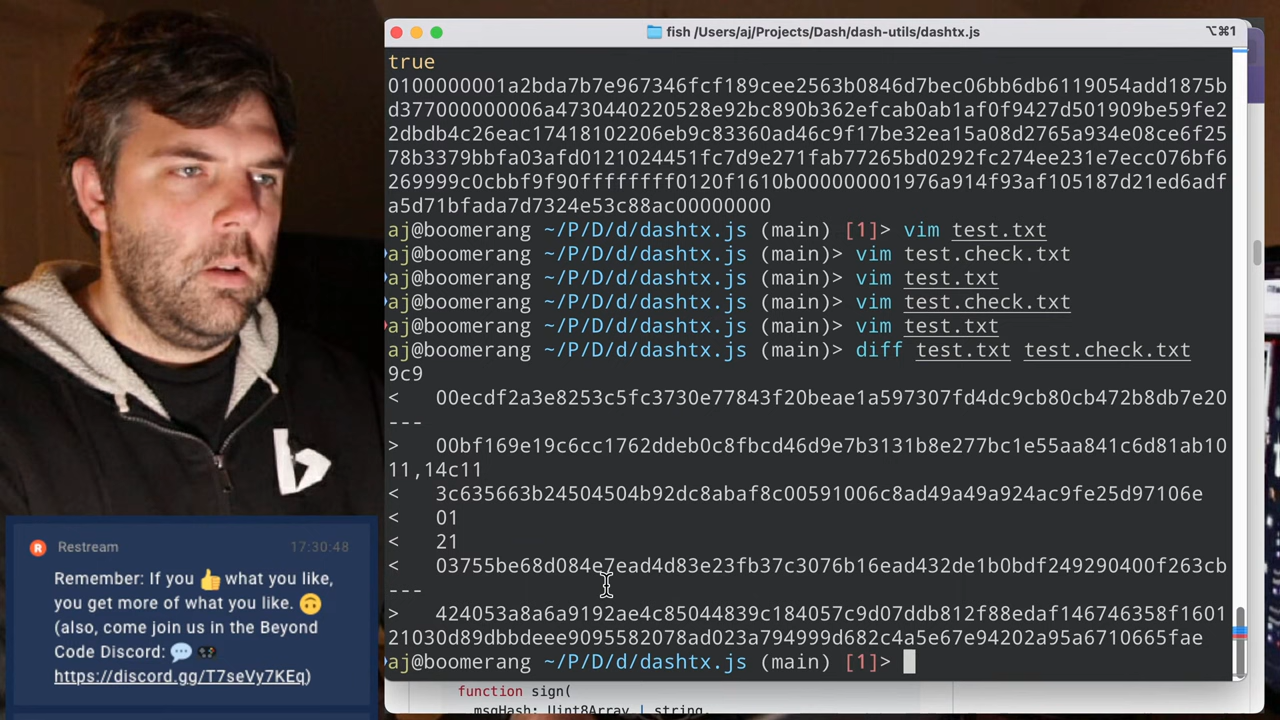 fish /Users/aj/Projects/Dash/dash-utils/dashtx.js
⌥⌘1
true
0100000001a2bda7b7e967346fcf189cee2563b0846d7bec06bb6db6119054add1875b
d377000000006a4730440220528e92bc890b362efcab0ab1af0f9427d501909be59fe2
2dbdb4c26eac17418102206eb9c83360ad46c9f17be32ea15a08d2765a934e08ce6f25
78b3379bbfa03afd0121024451fc7d9e271fab77265bd0292fc274ee231e7ecc076bf6
269999c0cbbf9f90ffffffff0120f1610b000000001976a914f93af105187d21ed6adf
a5d71bfada7d7324e53c88ac00000000
aj@boomerang ~/P/D/d/dashtx.js (main) [1]> vim test.txt
aj@boomerang ~/P/D/d/dashtx.js (main)> vim test.check.txt
aj@boomerang ~/P/D/d/dashtx.js (main)> vim test.txt
aj@boomerang ~/P/D/d/dashtx.js (main)> vim test.check.txt
aj@boomerang ~/P/D/d/dashtx.js (main)> vim test.txt
aj@boomerang ~/P/D/d/dashtx.js (main)> diff test.txt test.check.txt
9c9
< 00ecdf2a3e8253c5fc3730e77843f20beae1a597307fd4dc9cb80cb472b8db7e20
---
> 00bf169e19c6cc1762ddeb0c8fbcd46d9e7b3131b8e277bc1e55aa841c6d81ab10
11,14c11
< 3c635663b24504504b92dc8abaf8c00591006c8ad49a49a924ac9fe25d97106e
< 01
< 21
< 03755be68d084e7ead4d83e23fb37c3076b16ead432de1b0bdf249290400f263cb
---
> 424053a8a6a9192ae4c85044839c184057c9d07ddb812f88edaf146746358f1601
21030d89dbbdeee9095582078ad023a794909d682c4a5e67e94202a95a6710665fae
aj@boomerang ~/P/D/d/dashtx.js (main) [1]>
function sign(
msgHash: Uint8Array | string,
Restream
17:30:48
Remember: If you 👍 what you like,
you get more of what you like. 🙃
(also, come join us in the Beyond
Code Discord: 💬 🎮
https://discord.gg/T7seVy7KEq)